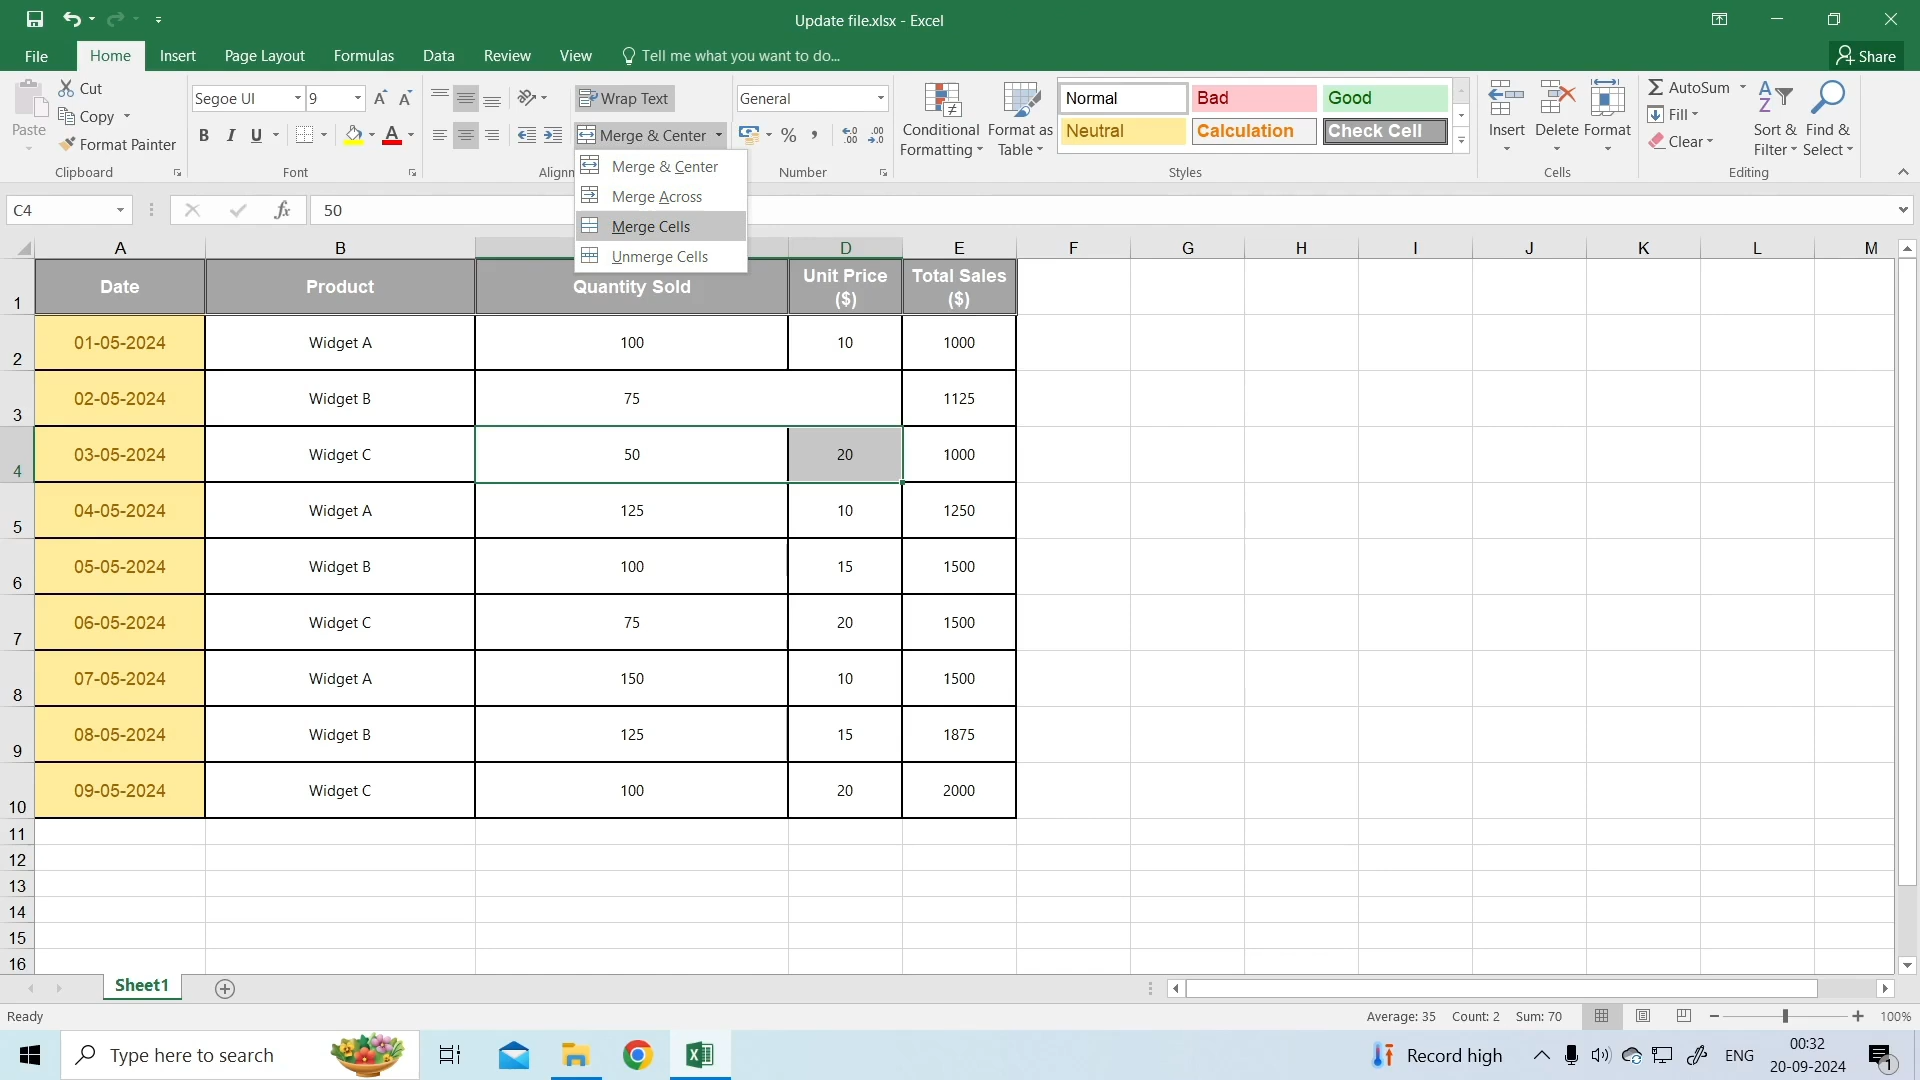 Update file.xlsx - Excel
File Home Insert Page Layout Formulas Data Review View Tell me what you want to do... Share
Paste
Cut
Copy
Format Painter
Clipboard
Segoe UI 9
B I U
Font
Wrap Text
Merge & Center
Alignn
Merge & Center
Merge Across
Merge Cells
Unmerge Cells
General
%
Number
Conditional Formatting
Format as Table
Normal Bad Good
Neutral Calculation Check Cell
Styles
Insert Delete Format
Cells
AutoSum
Fill
Clear
Sort & Filter
Find & Select
Editing
C4 fx 50
A B D E F G H I J K L M
1 Date Product Quantity Sold Unit Price ($) Total Sales ($)
2 01-05-2024 Widget A 100 10 1000
3 02-05-2024 Widget B 75 1125
4 03-05-2024 Widget C 50 20 1000
5 04-05-2024 Widget A 125 10 1250
6 05-05-2024 Widget B 100 15 1500
7 06-05-2024 Widget C 75 20 1500
8 07-05-2024 Widget A 150 10 1500
9 08-05-2024 Widget B 125 15 1875
10 09-05-2024 Widget C 100 20 2000
11
12
13
14
15
16
Sheet1
Ready Average: 35 Count: 2 Sum: 70 100%
Type here to search Record high ENG 00:32
20-09-2024 1